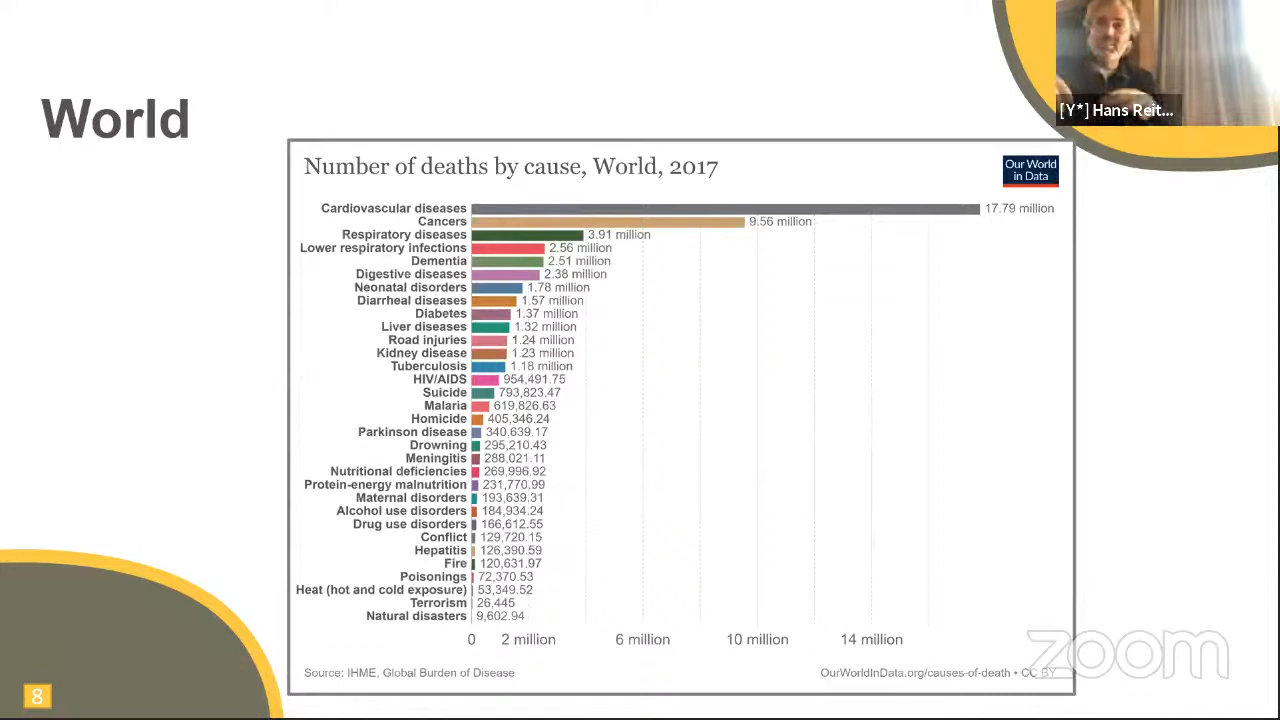 World
[Y*] Hans Reit...
Number of deaths by cause, World, 2017
Our World
in Data
Cardiovascular diseases 17.79 million
Cancers 9.56 million
Respiratory diseases 3.91 million
Lower respiratory infections 2.56 million
Dementia 2.51 million
Digestive diseases 2.38 million
Neonatal disorders 1.78 million
Diarrheal diseases 1.57 million
Diabetes 1.37 million
Liver diseases 1.32 million
Road injuries 1.24 million
Kidney disease 1.23 million
Tuberculosis 1.18 million
HIV/AIDS 954,491.75
Suicide 793,823.47
Malaria 619,826.63
Homicide 405,346.24
Parkinson disease 340,639.17
Drowning 295,210.43
Meningitis 288,021.11
Nutritional deficiencies 269,996.92
Protein-energy malnutrition 231,770.99
Maternal disorders 193,639.31
Alcohol use disorders 184,934.24
Drug use disorders 166,612.55
Conflict 129,720.15
Hepatitis 126,390.59
Fire 120,631.97
Poisonings 72,370.53
Heat (hot and cold exposure) 53,349.52
Terrorism 26,445
Natural disasters 9,602.94
0 2 million 6 million 10 million 14 million
Source: IHME, Global Burden of Disease
OurWorldInData.org/causes-of-death • CC BY
zoom
8